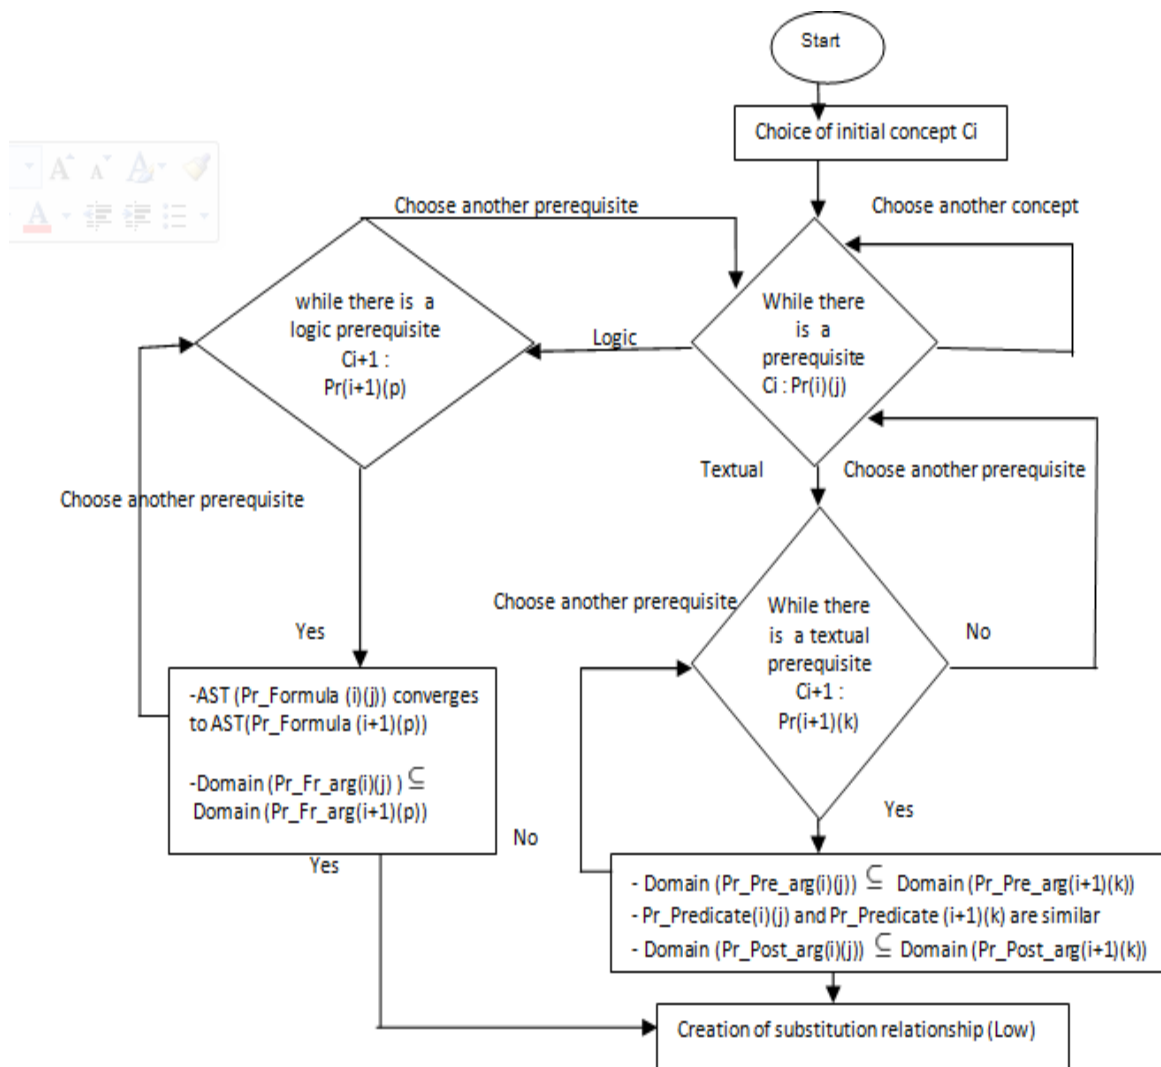 Start
Choice of initial concept Ci
Choose another prerequisite
Choose another concept
while there is a
logic prerequisite
Ci+1 :
Pr(i+1)(p)
Logic
While there
is a
prerequisite
Ci : Pr(i)(j)
Textual
Choose another prerequisite
Choose another prerequisite
Choose another prerequisite
While there
is a textual
prerequisite
Ci+1 :
Pr(i+1)(k)
No
Yes
-AST (Pr_Formula (i)(j)) converges
to AST(Pr_Formula (i+1)(p))
-Domain (Pr_Fr_arg(i)(j) ) ⊆
Domain (Pr_Fr_arg(i+1)(p))
Yes
No
Yes
- Domain (Pr_Pre_arg(i)(j)) ⊆ Domain (Pr_Pre_arg(i+1)(k))
- Pr_Predicate(i)(j) and Pr_Predicate (i+1)(k) are similar
- Domain (Pr_Post_arg(i)(j)) ⊆ Domain (Pr_Post_arg(i+1)(k))
Creation of substitution relationship (Low)
A A A
A